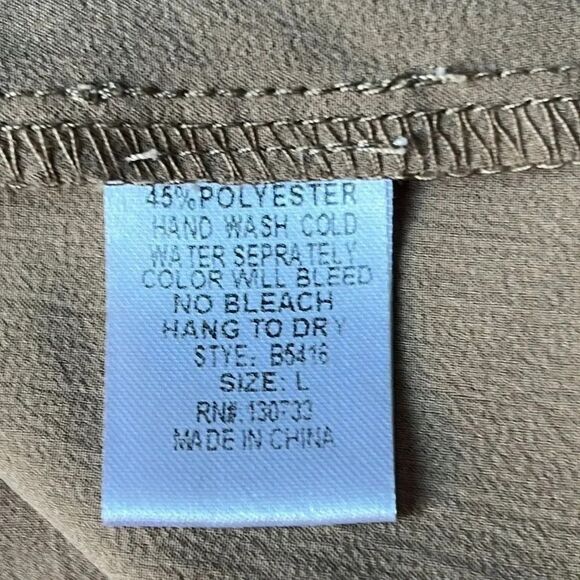 45%POLYESTER
HAND WASH COLD
WATER SEPRATELY
COLOR WILL BLEED
NO BLEACH
HANG TO DRY
STYE: B5416
SIZE: L
RN#.130733
MADE IN CHINA